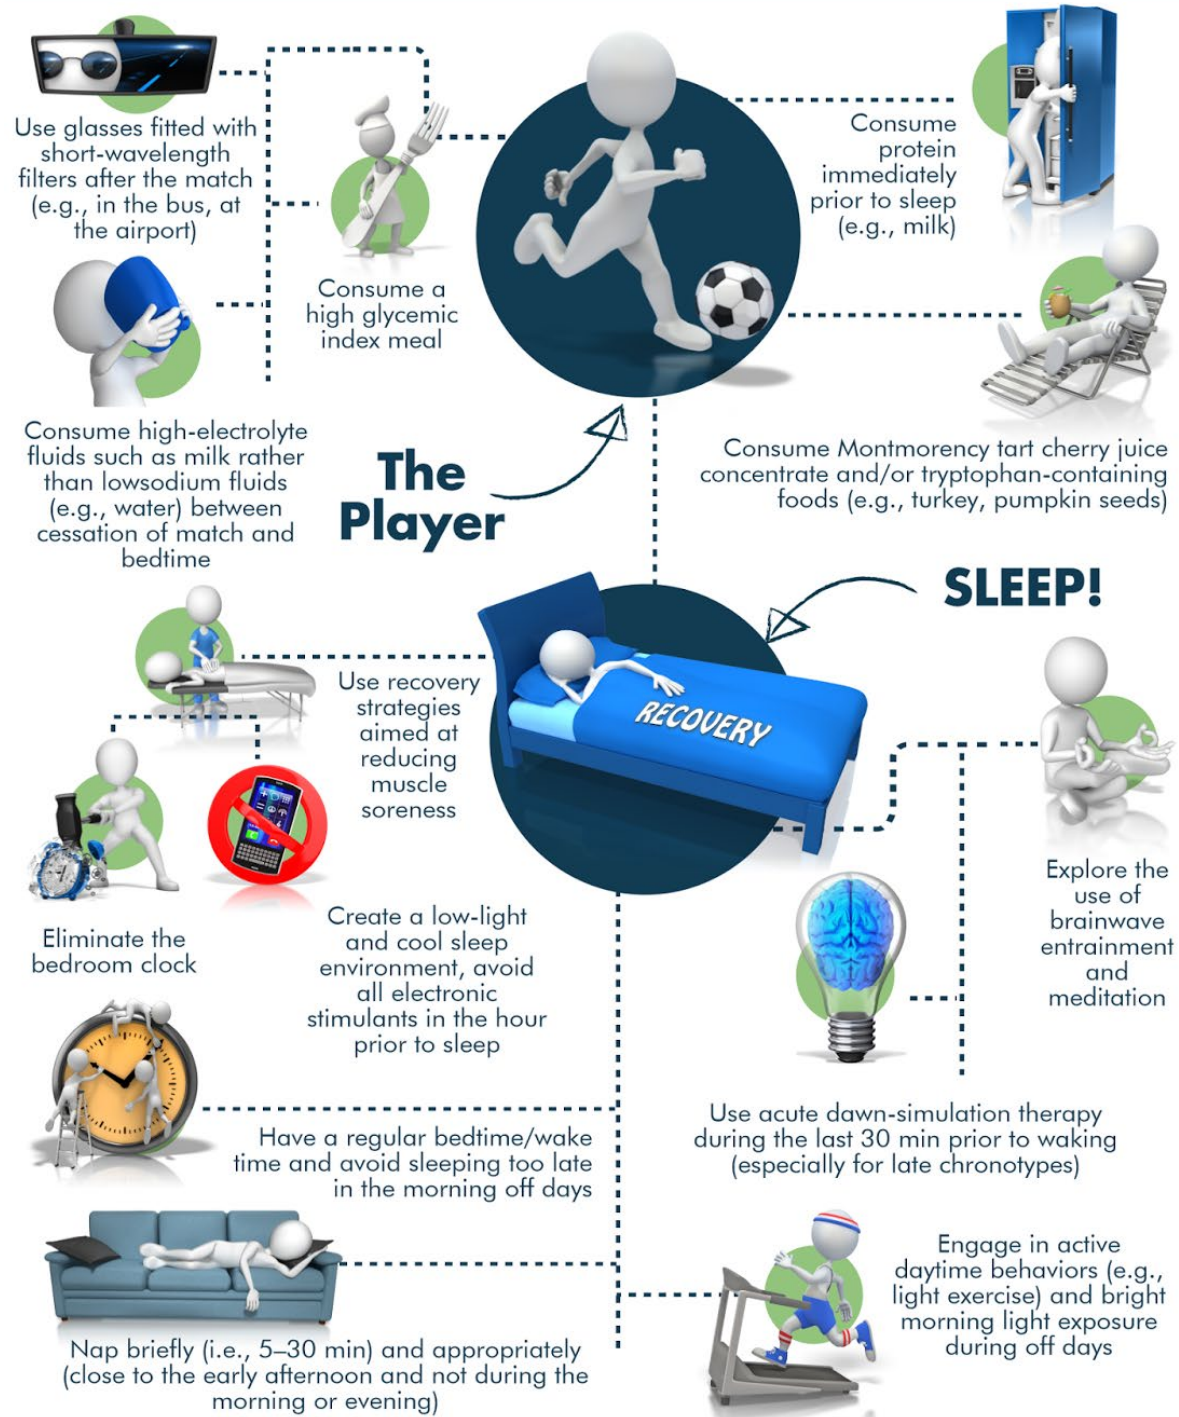 Use glasses fitted with
short-wavelength
filters after the match
(e.g., in the bus, at
the airport)
Consume a
high glycemic
index meal
Consume
protein
immediately
prior to sleep
(e.g., milk)
Consume high-electrolyte
fluids such as milk rather
than lowsodium fluids
(e.g., water) between
cessation of match and
bedtime
The
Player
Consume Montmorency tart cherry juice
concentrate and/or tryptophan-containing
foods (e.g., turkey, pumpkin seeds)
SLEEP!
Use recovery
strategies
aimed at
reducing
muscle
soreness
RECOVERY
Eliminate the
bedroom clock
Create a low-light
and cool sleep
environment, avoid
all electronic
stimulants in the hour
prior to sleep
Explore the
use of
brainwave
entrainment
and
meditation
Have a regular bedtime/wake
time and avoid sleeping too late
in the morning off days
Use acute dawn-simulation therapy
during the last 30 min prior to waking
(especially for late chronotypes)
Nap briefly (i.e., 5–30 min) and appropriately
(close to the early afternoon and not during the
morning or evening)
Engage in active
daytime behaviors (e.g.,
light exercise) and bright
morning light exposure
during off days